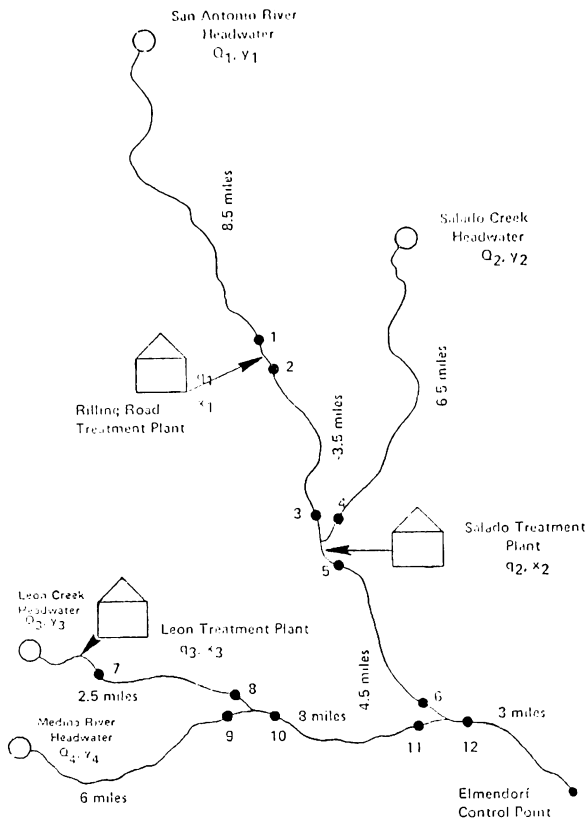 San Antonio River
Headwater
Q1, y1
8.5 miles
Salado Creek
Headwater
Q2, y2
6.5 miles
1
2
q1
x1
Rilling Road
Treatment Plant
3.5 miles
3
4
Salado Treatment
Plant
q2, x2
5
Leon Creek
Headwater
Q3, y3
Leon Treatment Plant
q3, x3
7
2.5 miles
8
4.5 miles
6
Medina River
Headwater
Q4, y4
9
10
3 miles
11
12
3 miles
6 miles
Elmendorf
Control Point